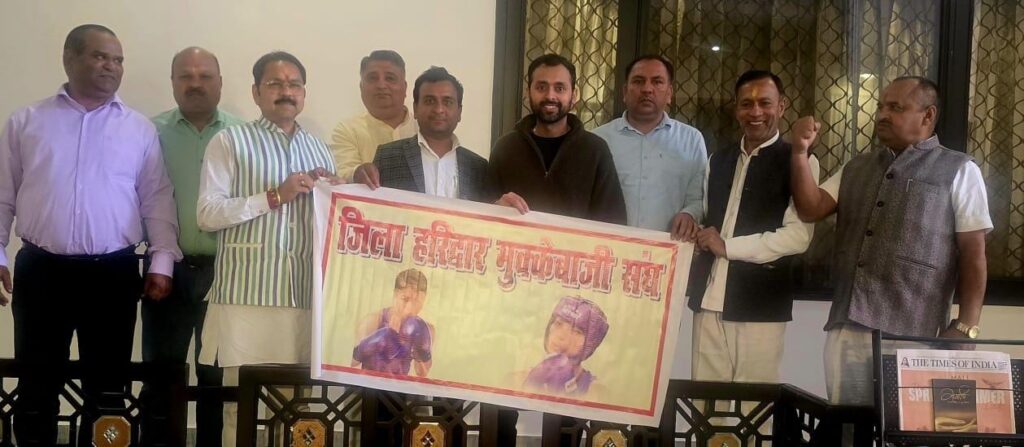 जिला हरिद्वार मुक्केबाजी संघ
THE TIMES OF INDIA